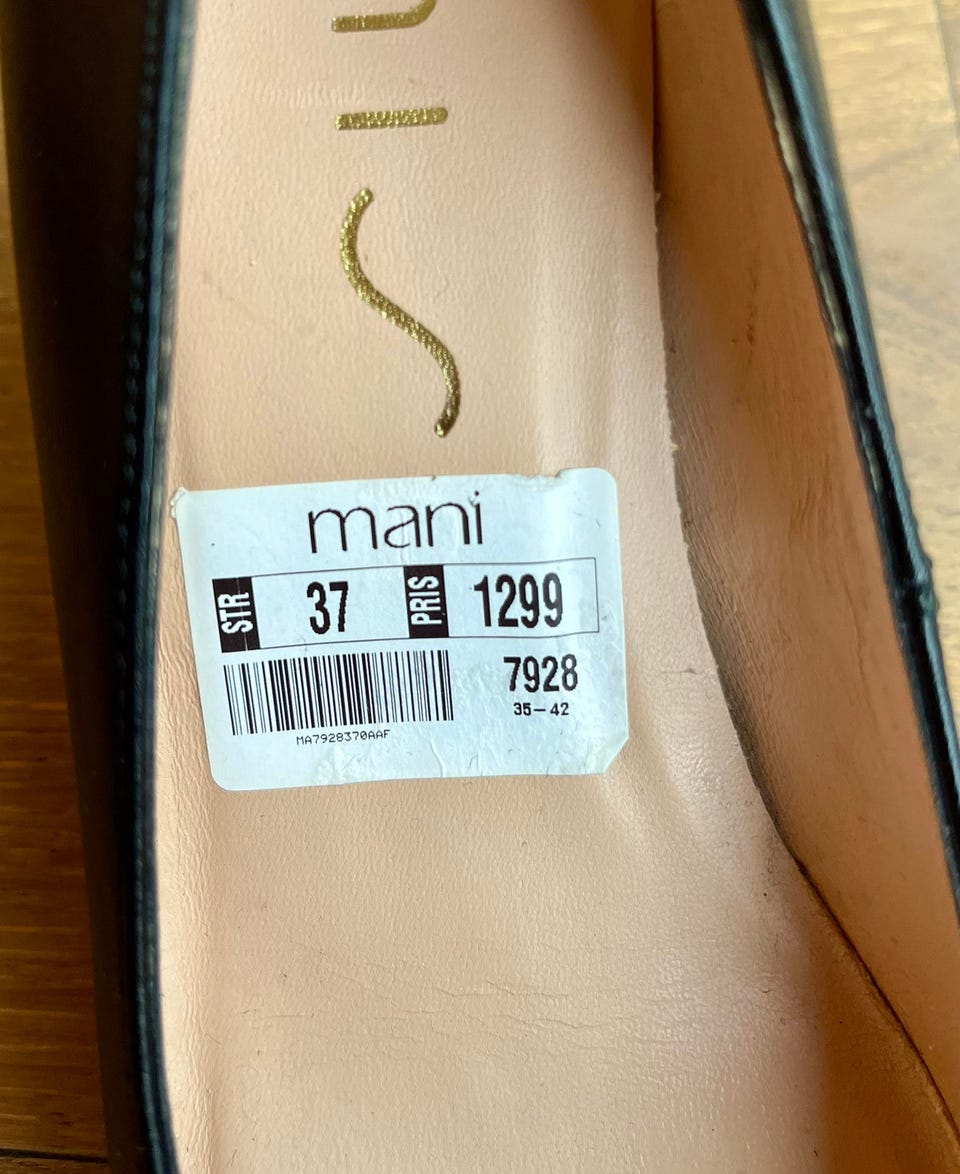 mani
STR 37 PRIS 1299
7928
35-42
MA7928370AAF